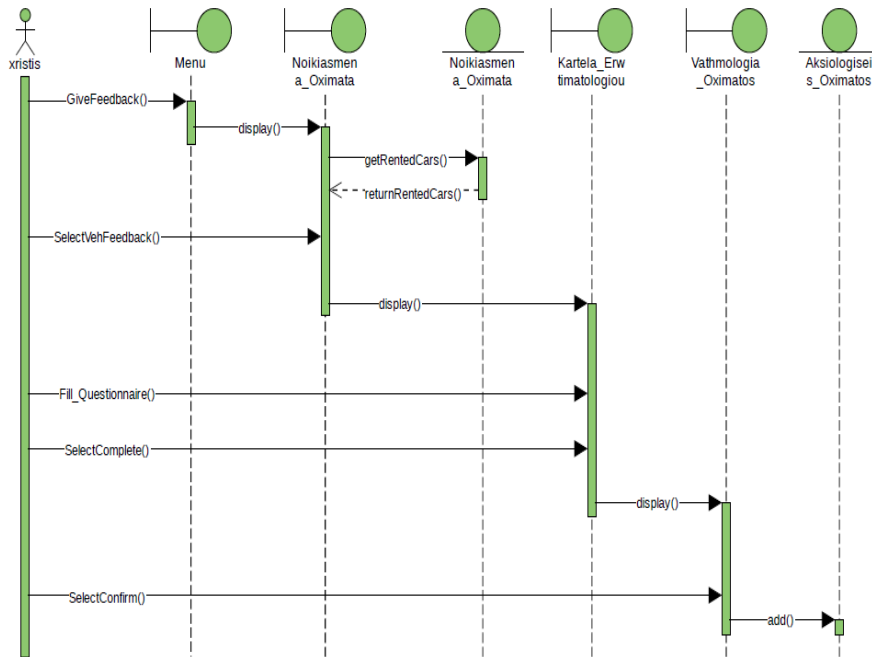 xristis
Menu
Noikiasmen
a_Oximata
Noikiasmen
a_Oximata
Kartela_Erw
timatologiou
Vathmologia
_Oximatos
Aksiologisei
s_Oximatos
GiveFeedback()
display()
getRentedCars()
returnRentedCars()
SelectVehFeedback()
display()
Fill_Questionnaire()
SelectComplete()
display()
SelectConfirm()
add()